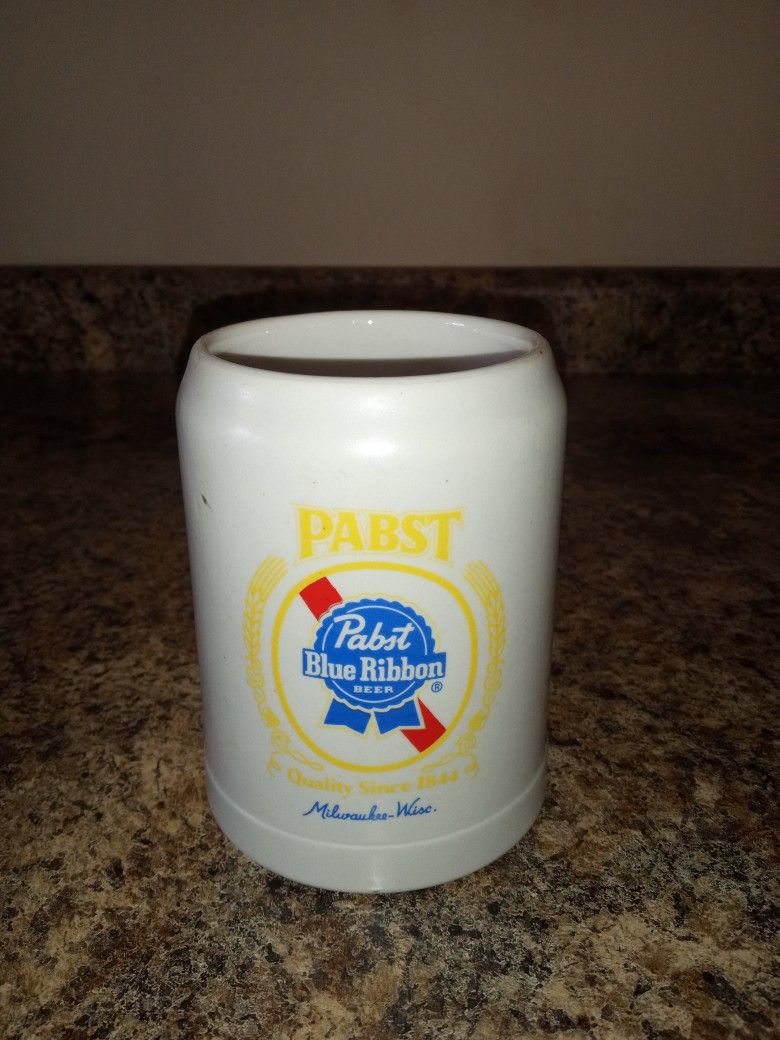 PABST
Pabst
Blue Ribbon
BEER ®
Quality Since 1844
Milwaukee-Wisc.